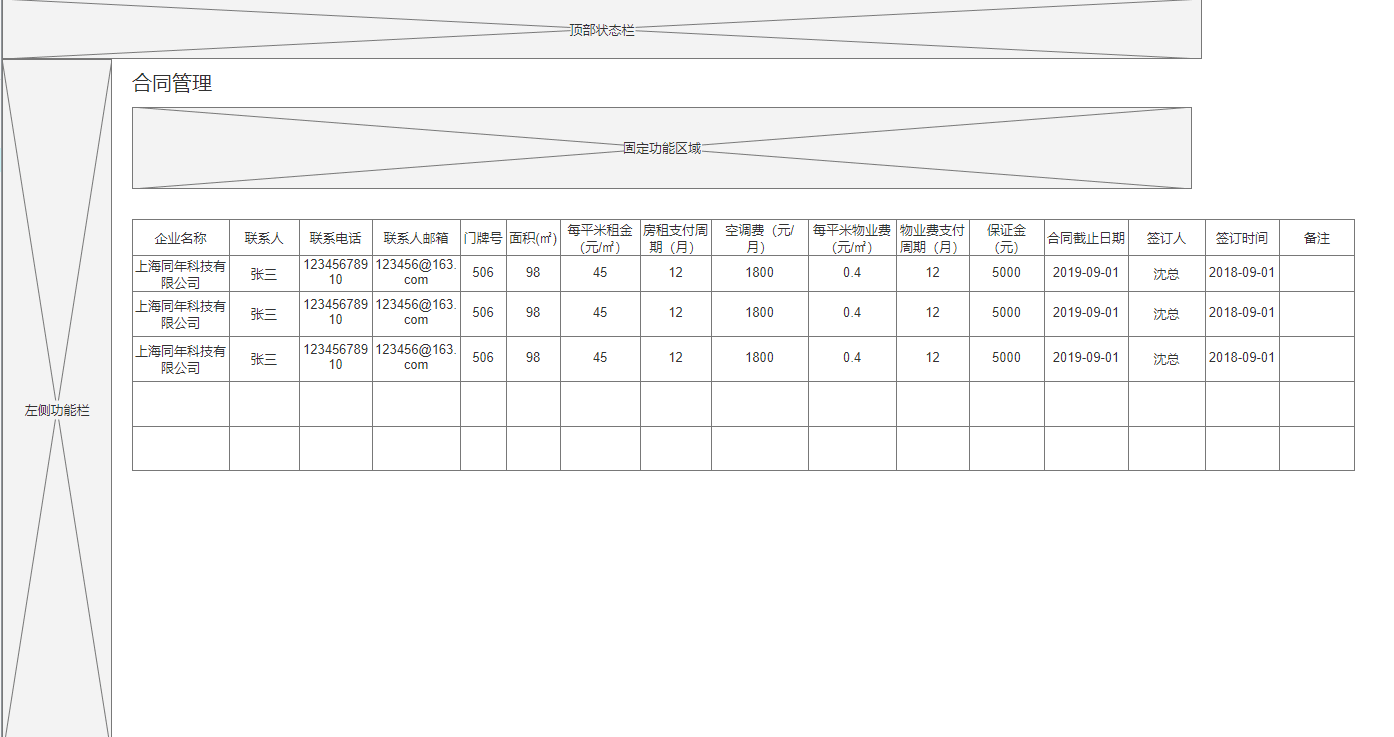 顶部状态栏
合同管理
固定功能区域
左侧功能栏
企业名称 联系人 联系电话 联系人邮箱 门牌号 面积(㎡) 每平米租金（元/㎡） 房租支付周期（月） 空调费（元/月） 每平米物业费（元/㎡） 物业费支付周期（月） 保证金（元） 合同截止日期 签订人 签订时间 备注
上海同年科技有限公司 张三 12345678910 123456@163.com 506 98 45 12 1800 0.4 12 5000 2019-09-01 沈总 2018-09-01
上海同年科技有限公司 张三 12345678910 123456@163.com 506 98 45 12 1800 0.4 12 5000 2019-09-01 沈总 2018-09-01
上海同年科技有限公司 张三 12345678910 123456@163.com 506 98 45 12 1800 0.4 12 5000 2019-09-01 沈总 2018-09-01